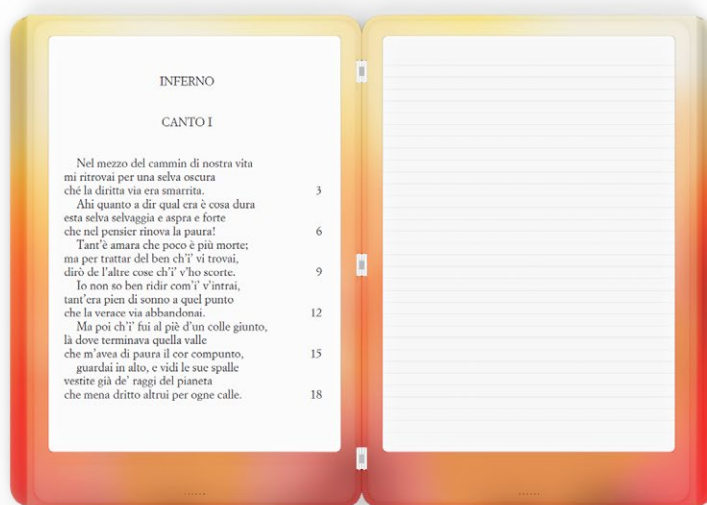 INFERNO
CANTO I
Nel mezzo del cammin di nostra vita
mi ritrovai per una selva oscura
ché la diritta via era smarrita. 3
Ahi quanto a dir qual era è cosa dura
esta selva selvaggia e aspra e forte
che nel pensier rinova la paura! 6
Tant'è amara che poco è più morte;
ma per trattar del ben ch'i' vi trovai,
dirò de l'altre cose ch'i' v'ho scorte. 9
Io non so ben ridir com'i' v'intrai,
tant'era pien di sonno a quel punto
che la verace via abbandonai. 12
Ma poi ch'i' fui al piè d'un colle giunto,
là dove terminava quella valle
che m'avea di paura il cor compunto, 15
guardai in alto, e vidi le sue spalle
vestite già de' raggi del pianeta
che mena dritto altrui per ogne calle. 18